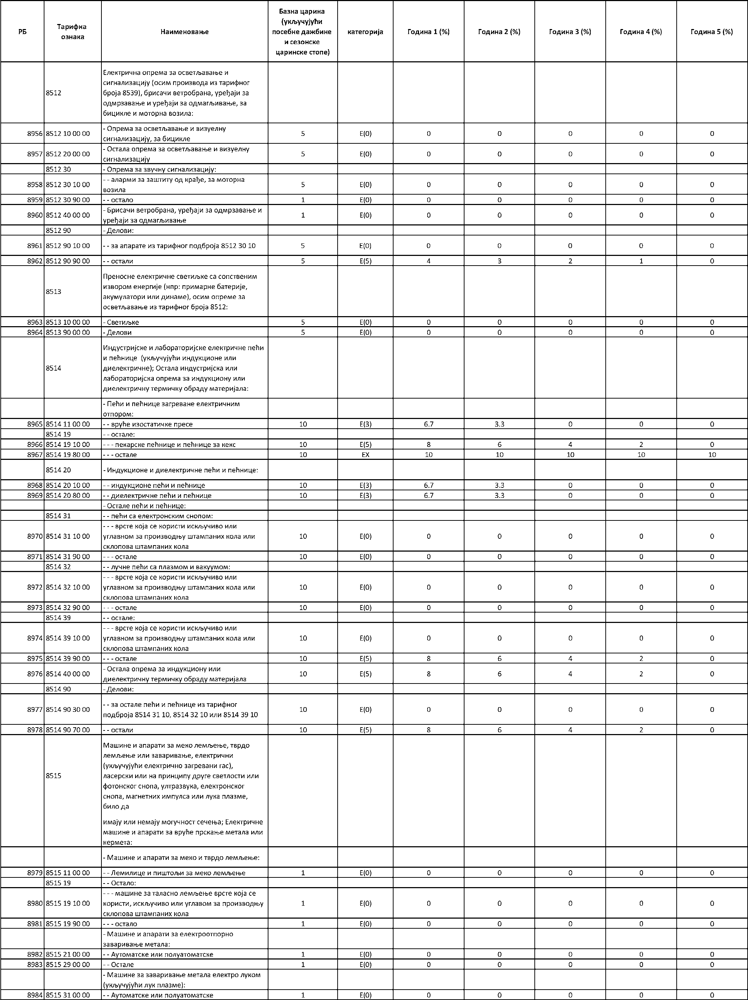 РБ
Тарифна
ознака
Наименовање
Базна царина
(укључујући
посебне дажбине
и сезонске
царинске стопе)
категорија
Година 1 (%)
Година 2 (%)
Година 3 (%)
Година 4 (%)
Година 5 (%)
8512
Електрична опрема за осветљавање и
сигнализацију (осим производа из тарифног
броја 8539), брисачи ветробрана, уређаји за
одмрзавање и уређаји за одмагљивање, за
бицикле и моторна возила:
8956 8512 10 00 00
- Опрема за осветљавање и визуелну
сигнализацију, за бицикле
5 Е(0) 0 0 0 0 0
8957 8512 20 00 00
- Остала опрема за осветљавање и визуелну
сигнализацију
5 Е(0) 0 0 0 0 0
8512 30 - Опрема за звучну сигнализацију:
8958 8512 30 10 00
- - аларми за заштиту од крађе, за моторна
возила
5 Е(0) 0 0 0 0 0
8959 8512 30 90 00 - - остало 1 Е(0) 0 0 0 0 0
8960 8512 40 00 00
- Брисачи ветробрана, уређаји за одмрзавање и
уређаји за одмагљивање
1 Е(0) 0 0 0 0 0
8512 90 - Делови:
8961 8512 90 10 00 - - за апарате из тарифног подброја 8512 30 10 5 Е(0) 0 0 0 0 0
8962 8512 90 90 00 - - остали 5 Е(5) 4 3 2 1 0
8513
Преносне електричне светиљке са сопственим
извором енергије (нпр: примарне батерије,
акумулатори или динаме), осим опреме за
осветљавање из тарифног броја 8512:
8963 8513 10 00 00 - Светиљке 5 Е(0) 0 0 0 0 0
8964 8513 90 00 00 - Делови 5 Е(0) 0 0 0 0 0
8514
Индустријске и лабораторијске електричне пећи
и пећнице (укључујући индукционе или
диелектричне); Остала индустријска или
лабораторијска опрема за индукциону или
диелектричну термичку обраду материјала:
- Пећи и пећнице загреване електричним
отпором:
8965 8514 11 00 00 - - вруће изостатичке пресе 10 Е(3) 6.7 3.3 0 0 0
8514 19 - - остале:
8966 8514 19 10 00 - - - пекарске пећнице и пећнице за кекс 10 Е(5) 8 6 4 2 0
8967 8514 19 80 00 - - - остале 10 EX 10 10 10 10 10
8514 20 - Индукционе и диелектричне пећи и пећнице:
8968 8514 20 10 00 - - индукционе пећи и пећнице 10 Е(3) 6.7 3.3 0 0 0
8969 8514 20 80 00 - - диелектричне пећи и пећнице 10 Е(3) 6.7 3.3 0 0 0
- Остале пећи и пећнице:
8514 31 - - пећи са електронским снопом:
8970 8514 31 10 00
- - - врсте која се користи искључиво или
углавном за производњу штампаних кола или
склопова штампаних кола
10 Е(0) 0 0 0 0 0
8971 8514 31 90 00 - - - остале 10 Е(0) 0 0 0 0 0
8514 32 - - лучне пећи са плазмом и вакуумом:
8972 8514 32 10 00
- - - врсте која се користи искључиво или
углавном за производњу штампаних кола или
склопова штампаних кола
10 Е(0) 0 0 0 0 0
8973 8514 32 90 00 - - - остале 10 Е(0) 0 0 0 0 0
8514 39 - - остале:
8974 8514 39 10 00
- - - врсте која се користи искључиво или
углавном за производњу штампаних кола или
склопова штампаних кола
10 Е(0) 0 0 0 0 0
8975 8514 39 90 00 - - - остале 10 Е(5) 8 6 4 2 0
8976 8514 40 00 00
- Остала опрема за индукциону или
диелектричну термичку обраду материјала
10 Е(5) 8 6 4 2 0
8514 90 - Делови:
8977 8514 90 30 00
- - за остале пећи и пећнице из тарифног
подброја 8514 31 10, 8514 32 10 или 8514 39 10
10 Е(0) 0 0 0 0 0
8978 8514 90 70 00 - - остали 10 Е(5) 8 6 4 2 0
8515
Машине и апарати за меко лемљење, тврдо
лемљење или заваривање, електрични
(укључујући електрично загревани гас),
ласерски или на принципу друге светлости или
фотонског снопа, ултразвука, електронског
снопа, магнетних импулса или лука плазме,
било да
имају или немају могучност сечења; Електричне
машине и апарати за вруће прскање метала или
кермета:
- Машине и апарати за меко и тврдо лемљење:
8979 8515 11 00 00 - - Лемилице и пиштољи за меко лемљење 1 Е(0) 0 0 0 0 0
8515 19 - - Остало:
8980 8515 19 10 00
- - - машине за таласно лемљење врсте која се
користи, искључиво или углавом за производњу
склопова штампаних кола
1 Е(0) 0 0 0 0 0
8981 8515 19 90 00 - - - остало 1 Е(0) 0 0 0 0 0
- Машине и апарати за електроотпорно
заваривање метала:
8982 8515 21 00 00 - - Аутоматске или полуатоматске 1 Е(0) 0 0 0 0 0
8983 8515 29 00 00 - - Остале 1 Е(0) 0 0 0 0 0
- Машине за заваривање метала електро луком
(укључујући лук плазме):
8984 8515 31 00 00 - - Аутоматске или полуатоматске 1 Е(0) 0 0 0 0 0